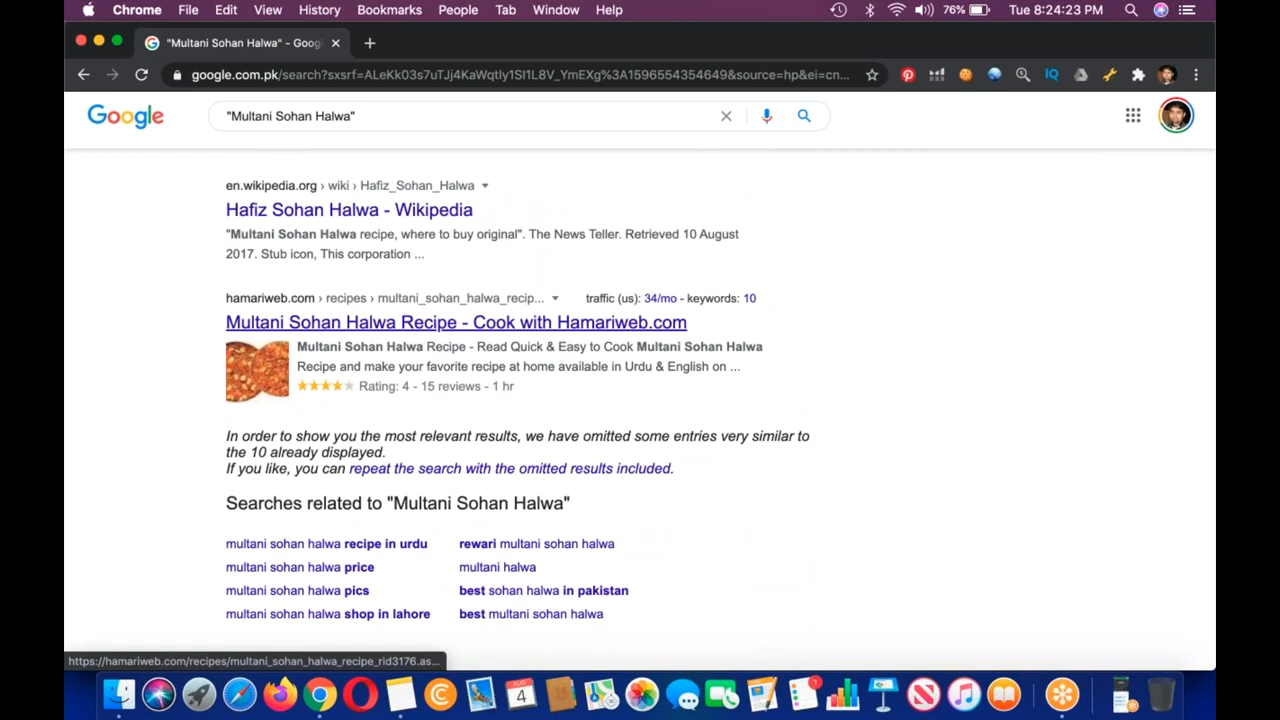 Chrome File Edit View History Bookmarks People Tab Window Help 76% Tue 8:24:23 PM
"Multani Sohan Halwa" - Goog
google.com.pk/search?sxsrf=ALeKk03s7uTJj4KaWqtIy1SI1L8V_YmEXg%3A1596554354649&source=hp&ei=cn...
Google "Multani Sohan Halwa"
en.wikipedia.org › wiki › Hafiz_Sohan_Halwa
Hafiz Sohan Halwa - Wikipedia
"Multani Sohan Halwa recipe, where to buy original". The News Teller. Retrieved 10 August
2017. Stub icon, This corporation ...
hamariweb.com › recipes › multani_sohan_halwa_recip... traffic (us): 34/mo - keywords: 10
Multani Sohan Halwa Recipe - Cook with Hamariweb.com
Multani Sohan Halwa Recipe - Read Quick & Easy to Cook Multani Sohan Halwa
Recipe and make your favorite recipe at home available in Urdu & English on ...
Rating: 4 - 15 reviews - 1 hr
In order to show you the most relevant results, we have omitted some entries very similar to
the 10 already displayed.
If you like, you can repeat the search with the omitted results included.
Searches related to "Multani Sohan Halwa"
multani sohan halwa recipe in urdu rewari multani sohan halwa
multani sohan halwa price multani halwa
multani sohan halwa pics best sohan halwa in pakistan
multani sohan halwa shop in lahore best multani sohan halwa
https://hamariweb.com/recipes/multani_sohan_halwa_recipe_rid3176.as...
4
1